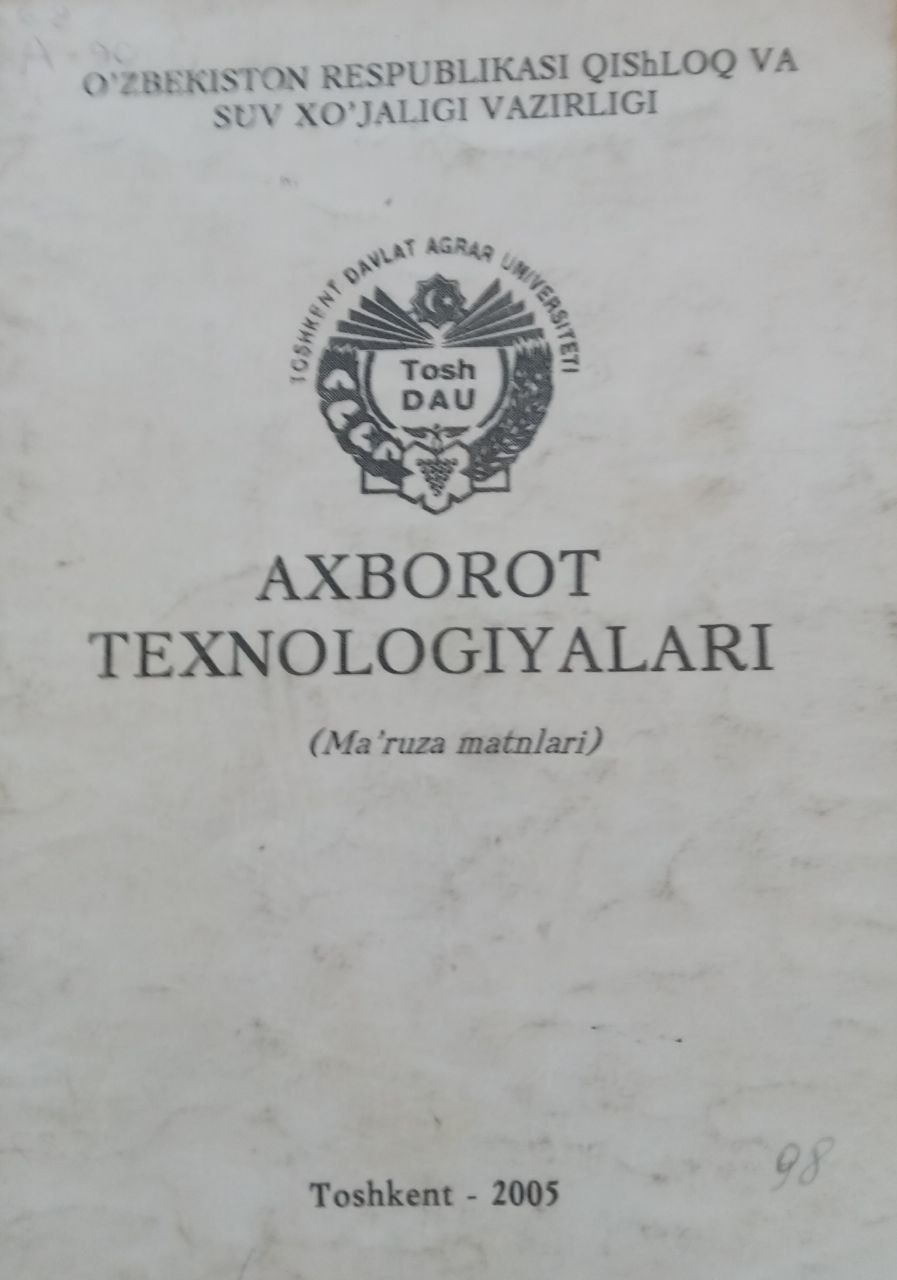 O'ZBEKISTON RESPUBLIKASI QIShLOQ VA
SUV XO'JALIGI VAZIRLIGI
TOSHKENT DAVLAT AGRAR UNIVERSITETI
Tosh
DAU
AXBOROT
TEXNOLOGIYALARI
(Ma'ruza matnlari)
98
Toshkent - 2005